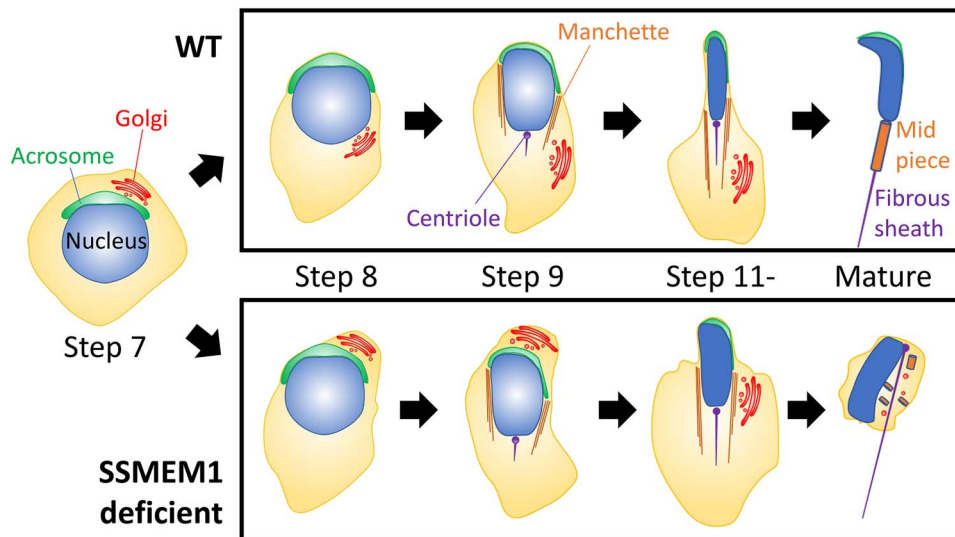 WT
Manchette
Golgi
Acrosome
Nucleus
Centriole
Mid
piece
Fibrous
sheath
Step 7
Step 8
Step 9
Step 11-
Mature
SSMEM1
deficient